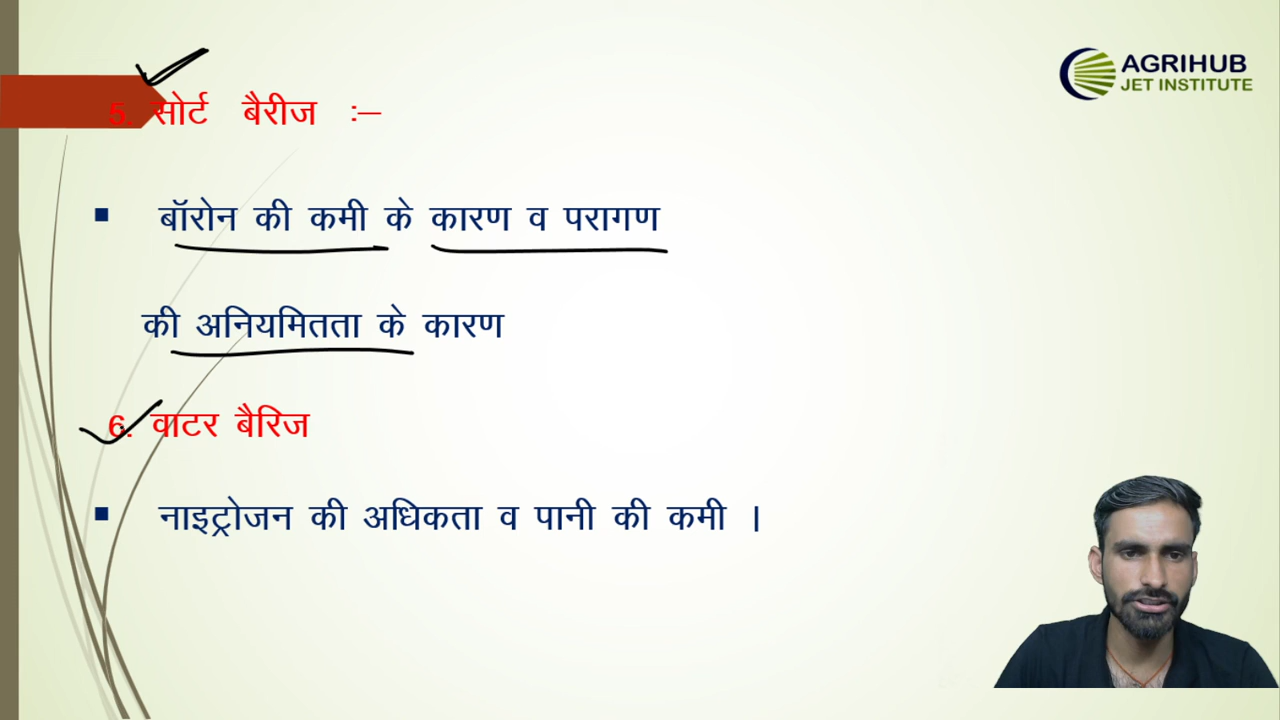 AGRIHUB
JET INSTITUTE
5. सोर्ट बैरीज :–
▪ बॉरोन की कमी के कारण व परागण
की अनियमितता के कारण
6. वाटर बैरिज
▪ नाइट्रोजन की अधिकता व पानी की कमी ।